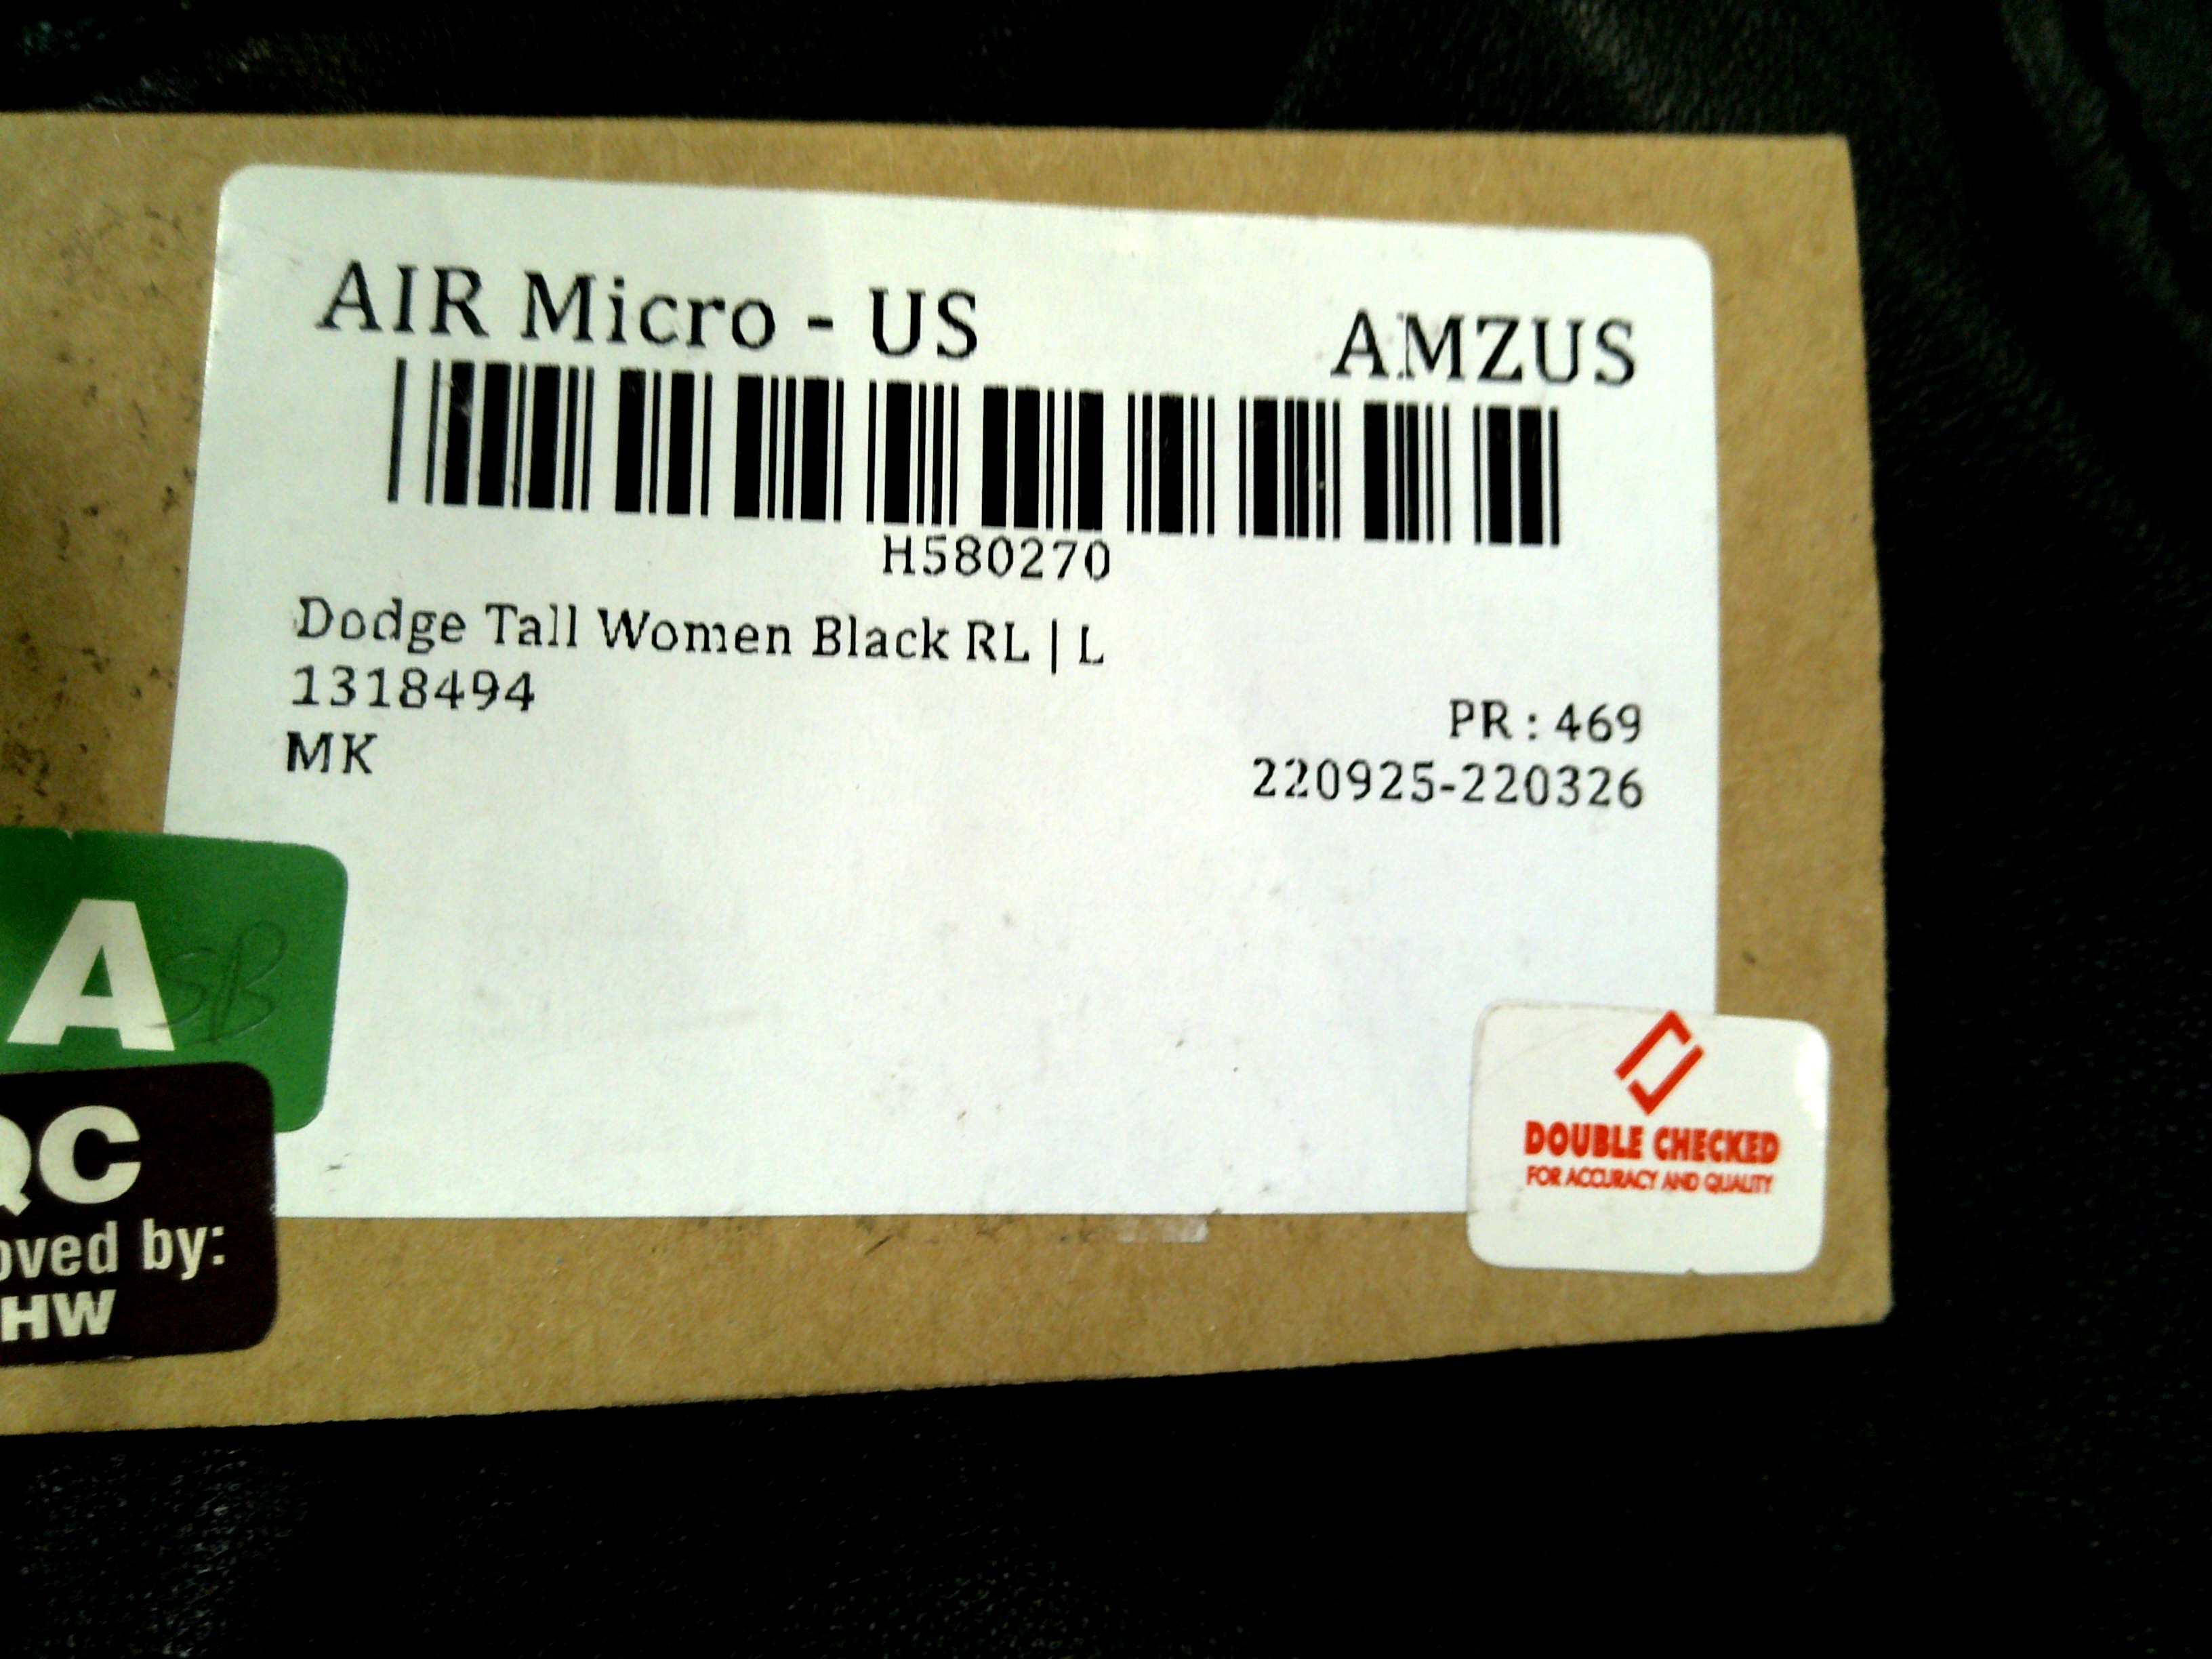 AIR Micro - US
AMZUS
H580270
Dodge Tall Women Black RL | L
1318494
PR : 469
MK
220925-220326
A
SB
QC
oved by:
HW
DOUBLE CHECKED
FOR ACCURACY AND QUALITY